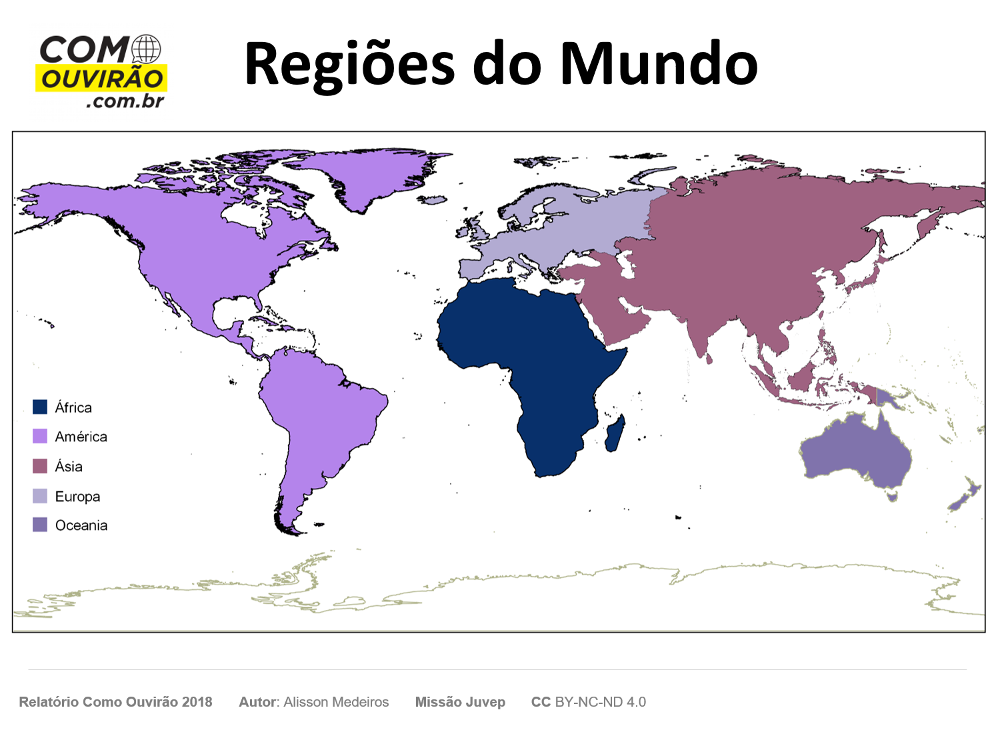 COMO
OUVIRÃO
.com.br
Regiões do Mundo
África
América
Ásia
Europa
Oceania
Relatório Como Ouvirão 2018 Autor: Alisson Medeiros Missão Juvep CC BY-NC-ND 4.0